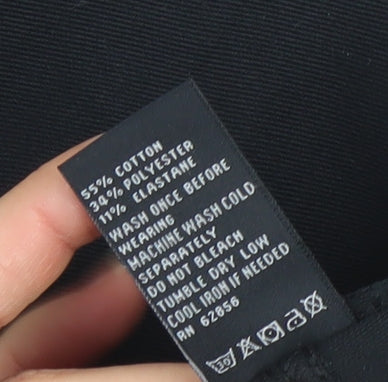 55% COTTON
34% POLYESTER
11% ELASTANE
WASH ONCE BEFORE
WEARING
MACHINE WASH COLD
SEPARATELY
DO NOT BLEACH
TUMBLE DRY LOW
COOL IRON IF NEEDED
RN 62856
30